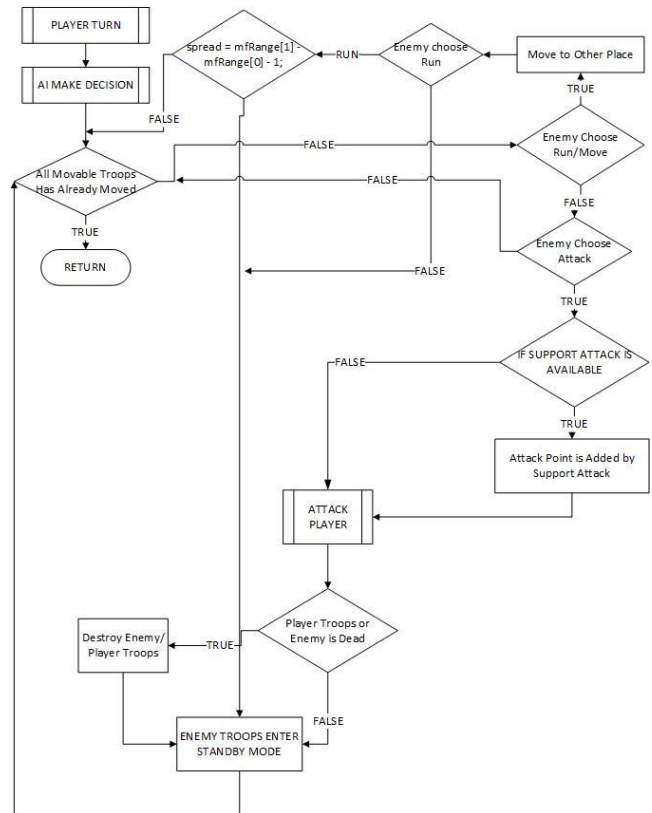 PLAYER TURN
AI MAKE DECISION
spread = mfRange[1] -
mfRange[0] - 1;
RUN
Enemy choose
Run
Move to Other Place
TRUE
FALSE
All Movable Troops
Has Already Moved
FALSE
Enemy Choose
Run/Move
FALSE
FALSE
TRUE
RETURN
Enemy Choose
Attack
FALSE
TRUE
IF SUPPORT ATTACK IS
AVAILABLE
FALSE
TRUE
Attack Point is Added by
Support Attack
ATTACK
PLAYER
Player Troops or
Enemy is Dead
TRUE
Destroy Enemy/
Player Troops
FALSE
ENEMY TROOPS ENTER
STANDBY MODE